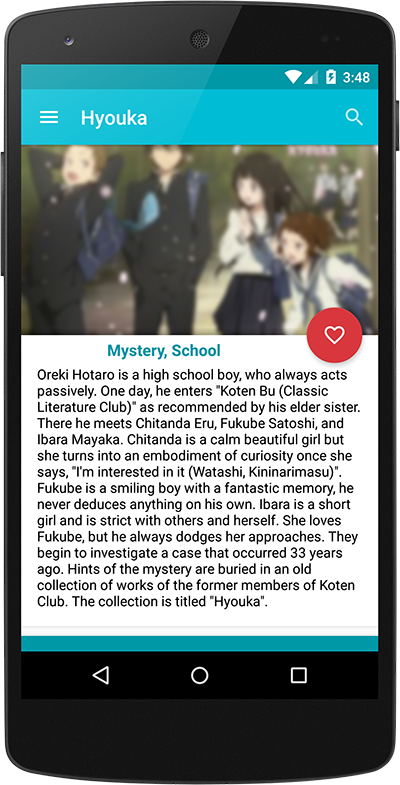 3:48
Hyouka
Mystery, School
Oreki Hotaro is a high school boy, who always acts
passively. One day, he enters "Koten Bu (Classic
Literature Club)" as recommended by his elder sister.
There he meets Chitanda Eru, Fukube Satoshi, and
Ibara Mayaka. Chitanda is a calm beautiful girl but
she turns into an embodiment of curiosity once she
says, "I'm interested in it (Watashi, Kininarimasu)".
Fukube is a smiling boy with a fantastic memory, he
never deduces anything on his own. Ibara is a short
girl and is strict with others and herself. She loves
Fukube, but he always dodges her approaches. They
begin to investigate a case that occurred 33 years
ago. Hints of the mystery are buried in an old
collection of works of the former members of Koten
Club. The collection is titled "Hyouka".